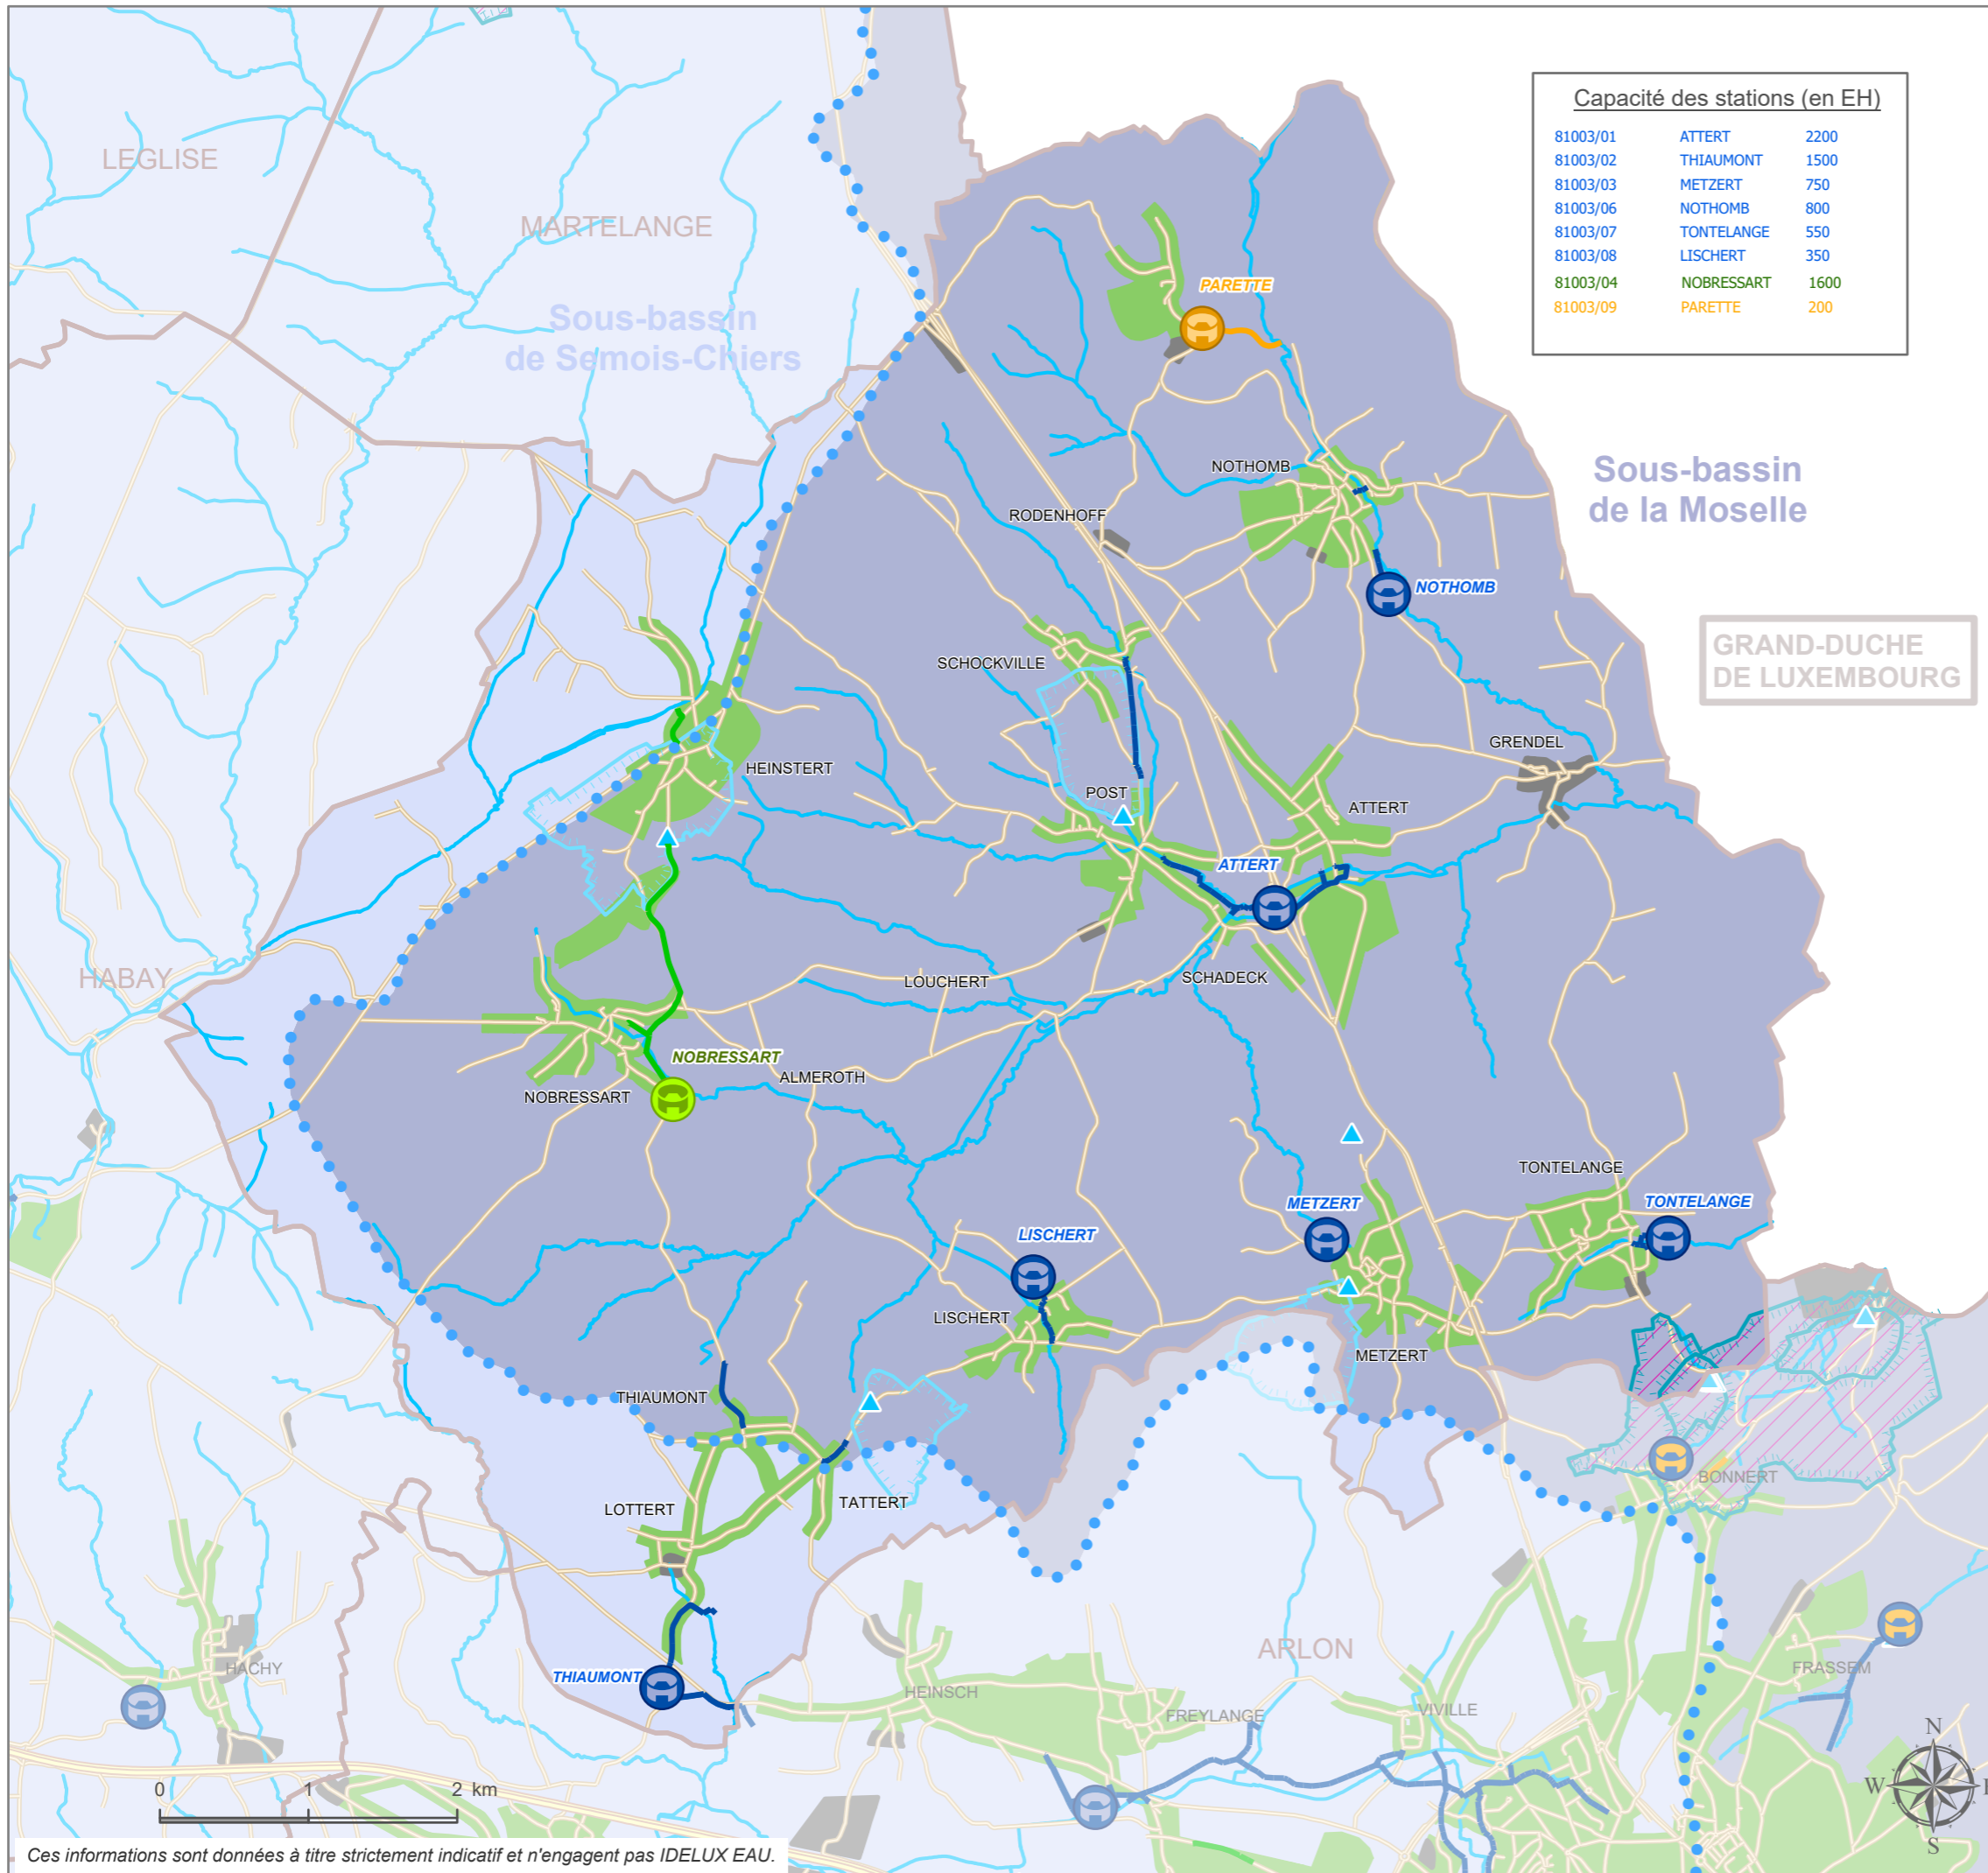 Capacité des stations (en EH)
81003/01 ATTERT 2200
81003/02 THIAUMONT 1500
81003/03 METZERT 750
81003/06 NOTHOMB 800
81003/07 TONTELANGE 550
81003/08 LISCHERT 350
81003/04 NOBRESSART 1600
81003/09 PARETTE 200
LEGLISE
MARTELANGE
Sous-bassin
de Semois-Chiers
PARETTE
NOTHOMB
Sous-bassin
de la Moselle
RODENHOFF
NOTHOMB
GRAND-DUCHE
DE LUXEMBOURG
SCHOCKVILLE
GRENDEL
HEINSTERT
POST
ATTERT
ATTERT
HABAY
LOUCHERT
SCHADECK
NOBRESSART
ALMEROTH
NOBRESSART
TONTELANGE
METZERT
TONTELANGE
LISCHERT
LISCHERT
METZERT
THIAUMONT
BONNERT
TATTERT
LOTTERT
ARLON
HACHY
FRASSEM
THIAUMONT
HEINSCH
FREYLANGE
VIVILLE
N
W
E
S
0 1 2 km
Ces informations sont données à titre strictement indicatif et n'engagent pas IDELUX EAU.